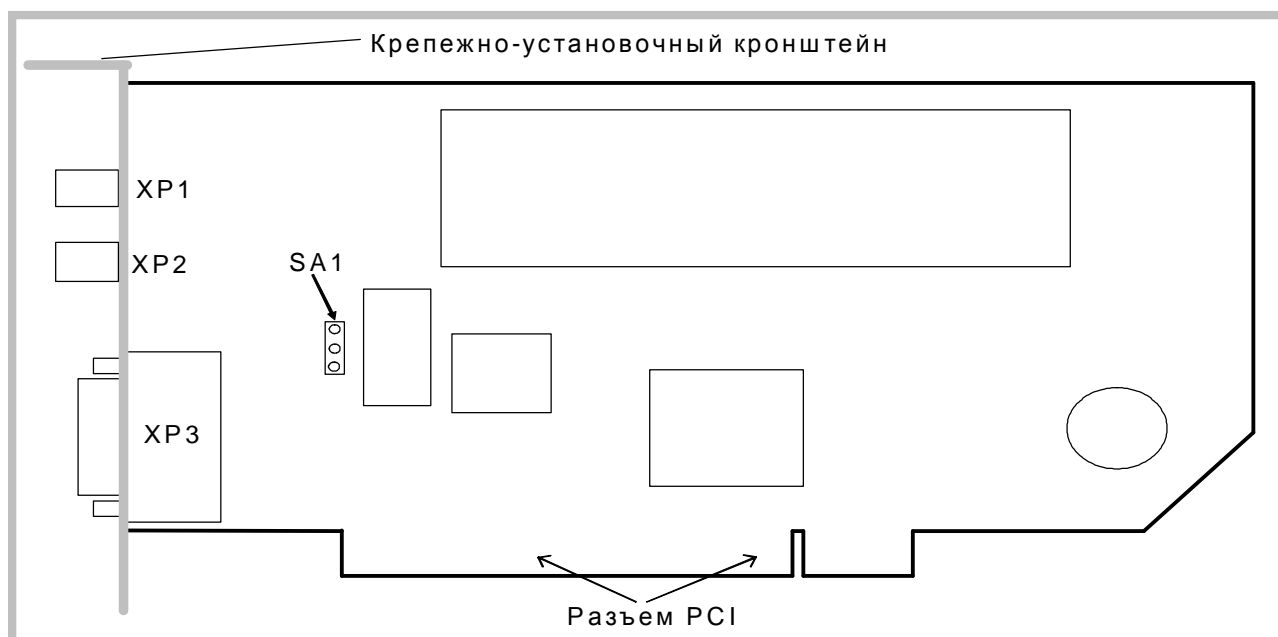 Крепежно-установочный кронштейн
XP1
XP2
SA1
XP3
Разъем PCI